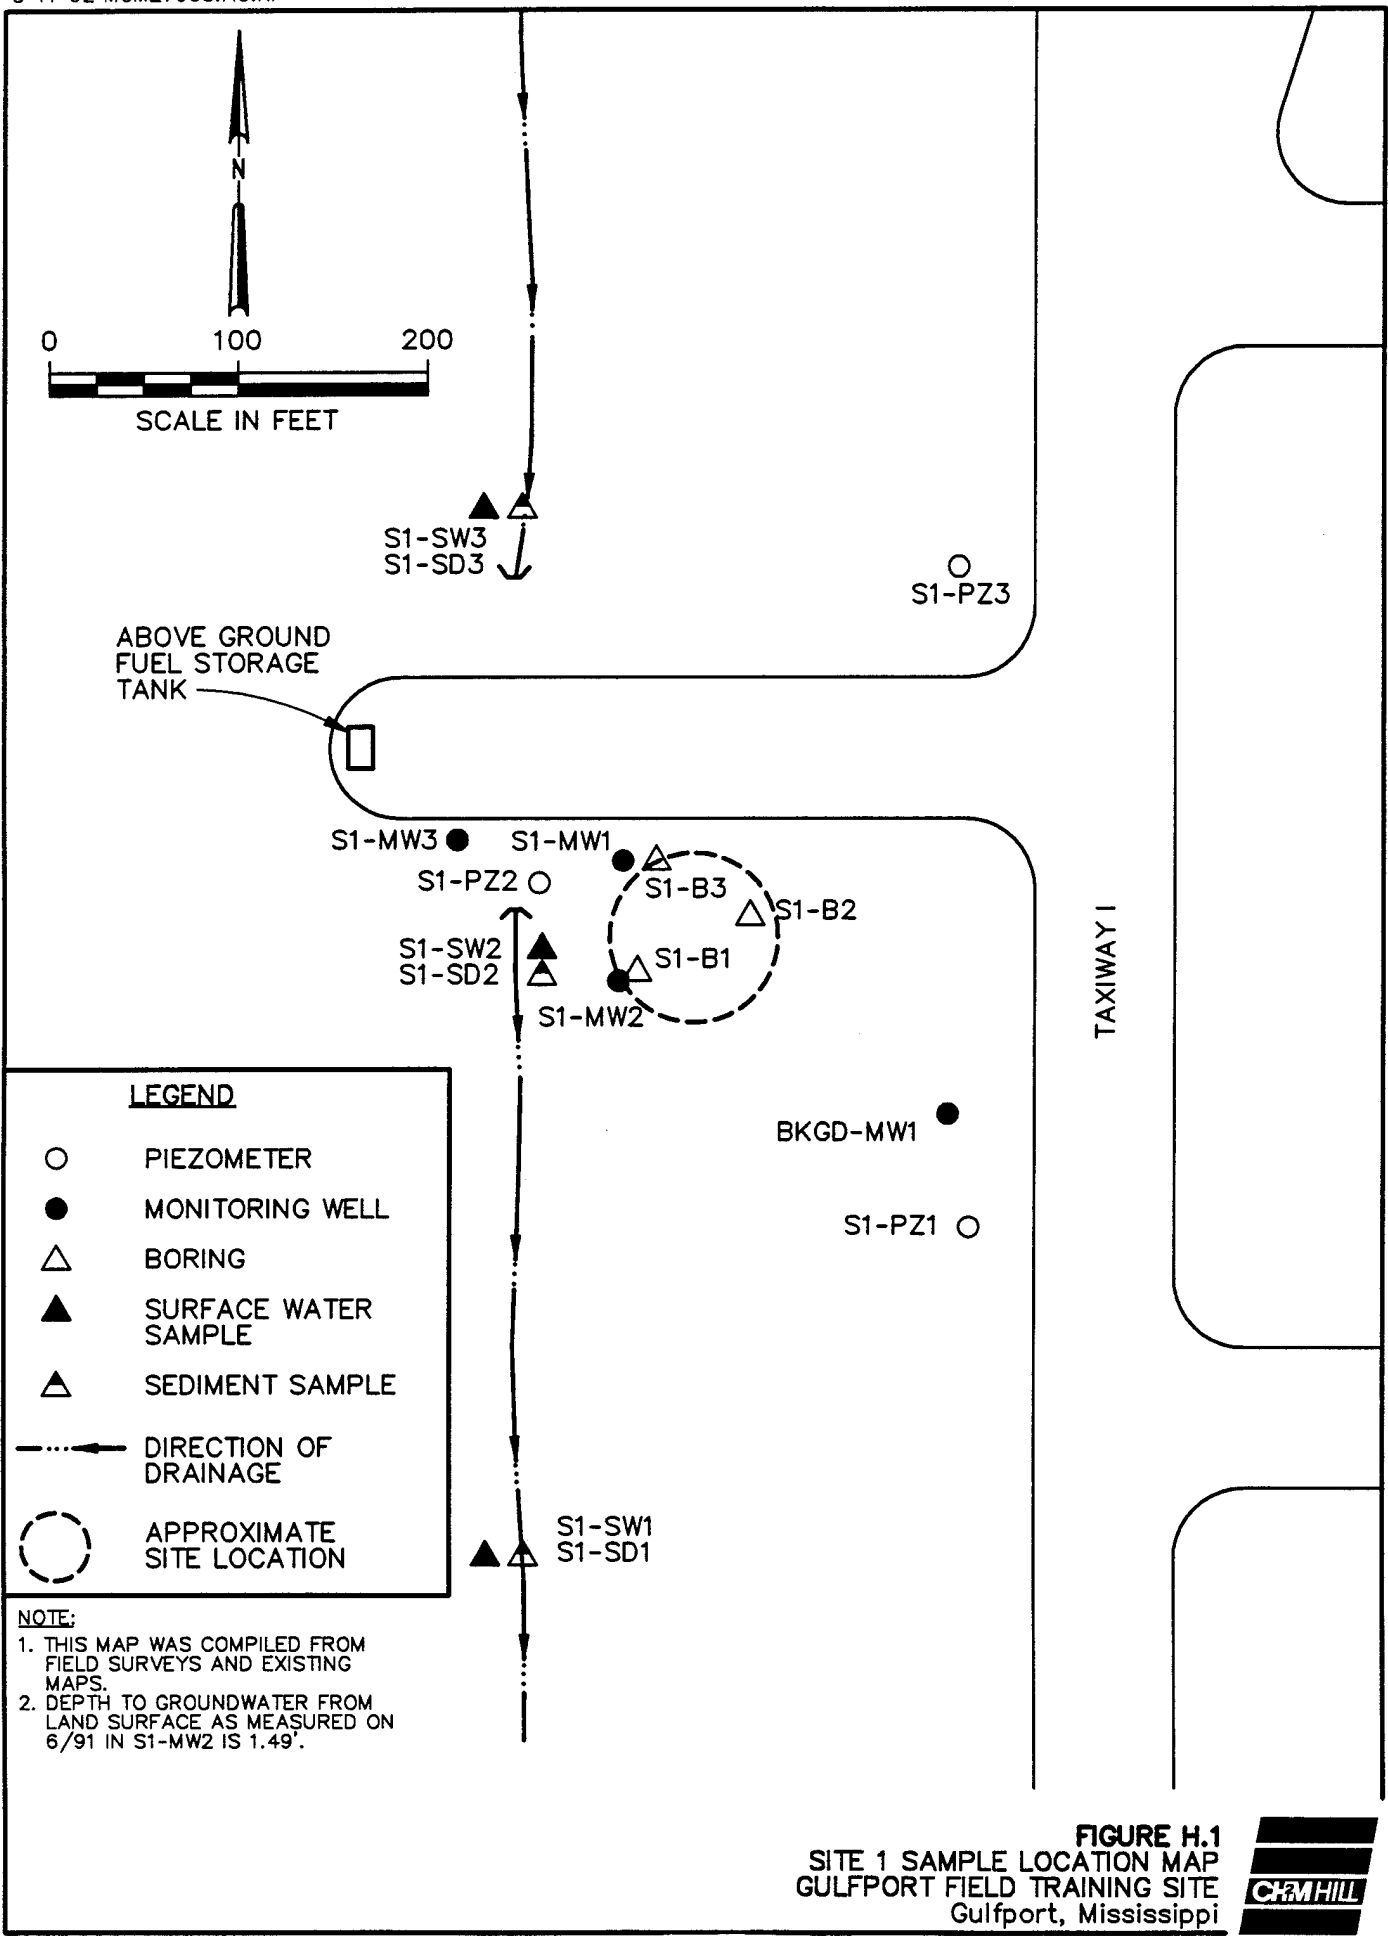 N
0 100 200
SCALE IN FEET
S1-SW3
S1-SD3
S1-PZ3
ABOVE GROUND
FUEL STORAGE
TANK
S1-MW3
S1-MW1
S1-PZ2
S1-B3
S1-B2
S1-SW2
S1-SD2
S1-B1
S1-MW2
TAXIWAY I
BKGD-MW1
S1-PZ1
LEGEND
PIEZOMETER
MONITORING WELL
BORING
SURFACE WATER
SAMPLE
SEDIMENT SAMPLE
DIRECTION OF
DRAINAGE
APPROXIMATE
SITE LOCATION
S1-SW1
S1-SD1
NOTE:
1. THIS MAP WAS COMPILED FROM
FIELD SURVEYS AND EXISTING
MAPS.
2. DEPTH TO GROUNDWATER FROM
LAND SURFACE AS MEASURED ON
6/91 IN S1-MW2 IS 1.49'.
FIGURE H.1
SITE 1 SAMPLE LOCATION MAP
GULFPORT FIELD TRAINING SITE
Gulfport, Mississippi
CH2M HILL